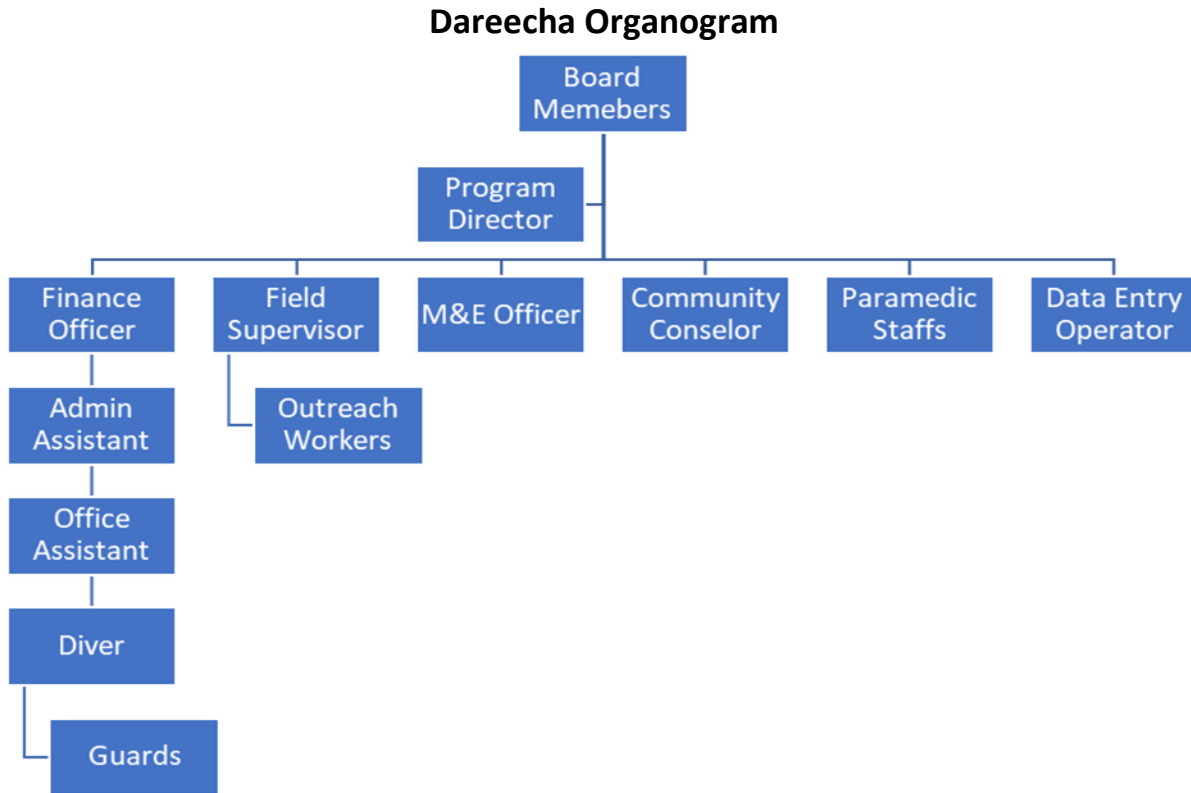 Dareecha Organogram
Board
Memebers
Program
Director
Finance
Officer
Field
Supervisor
M&E Officer
Community
Conselor
Paramedic
Staffs
Data Entry
Operator
Admin
Assistant
Outreach
Workers
Office
Assistant
Diver
Guards